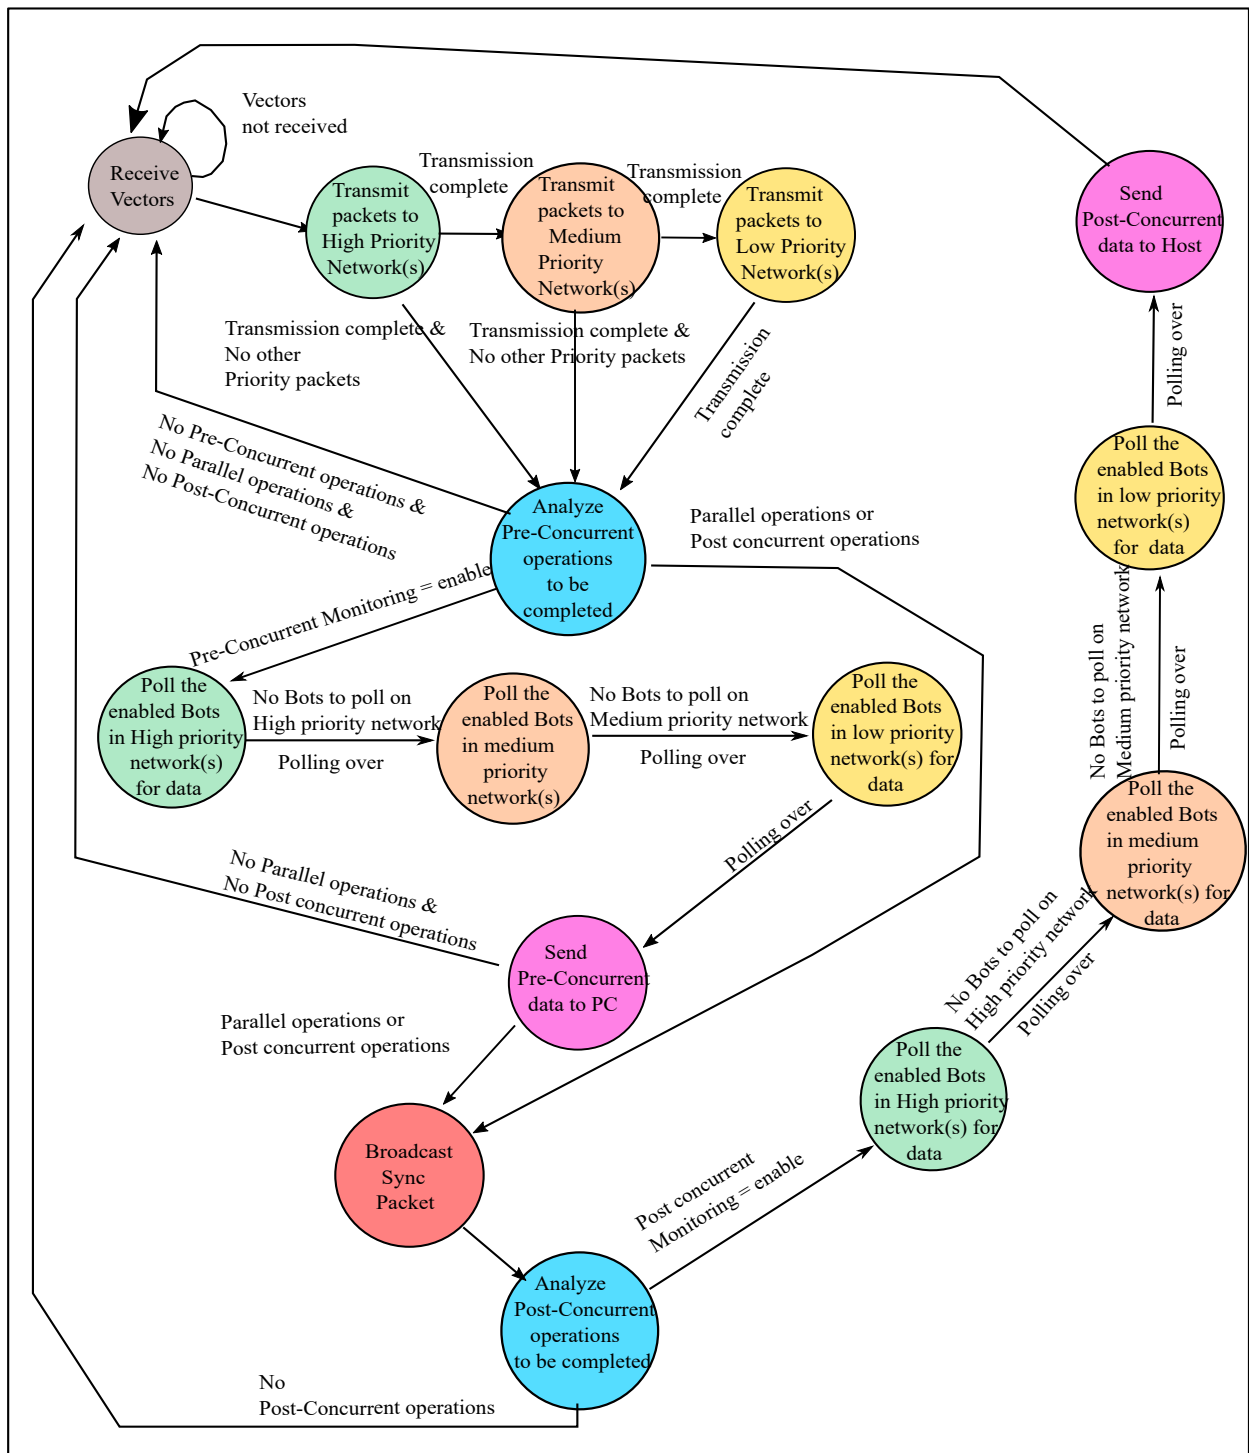 Vectors
not received
Receive
Vectors
Transmit
packets to
High Priority
Network(s)
Transmission
complete
Transmit
packets to
Medium
Priority
Network(s)
Transmission
complete
Transmit
packets to
Low Priority
Network(s)
Send
Post-Concurrent
data to Host
Transmission complete &
No other
Priority packets
Transmission complete &
No other Priority packets
Transmission
complete
Polling over
No Pre-Concurrent operations &
No Parallel operations &
No Post-Concurrent operations
Analyze
Pre-Concurrent
operations
to be
completed
Parallel operations or
Post concurrent operations
Poll the
enabled Bots
in low priority
network(s)
for data
Pre-Concurrent Monitoring = enable
No Bots to poll on
Medium priority network
Polling over
Poll the
enabled Bots
in High priority
network(s)
for data
No Bots to poll on
High priority network
Polling over
Poll the
enabled Bots
in medium
priority
network(s)
No Bots to poll on
Medium priority network
Polling over
Poll the
enabled Bots
in low priority
network(s) for
data
Poll the
enabled Bots
in medium
priority
network(s) for
data
Polling over
No Parallel operations &
No Post concurrent operations
Send
Pre-Concurrent
data to PC
No Bots to poll on
High priority network
Polling over
Parallel operations or
Post concurrent operations
Poll the
enabled Bots
in High priority
network(s) for
data
Broadcast
Sync
Packet
Post concurrent
Monitoring = enable
Analyze
Post-Concurrent
operations
to be completed
No
Post-Concurrent operations